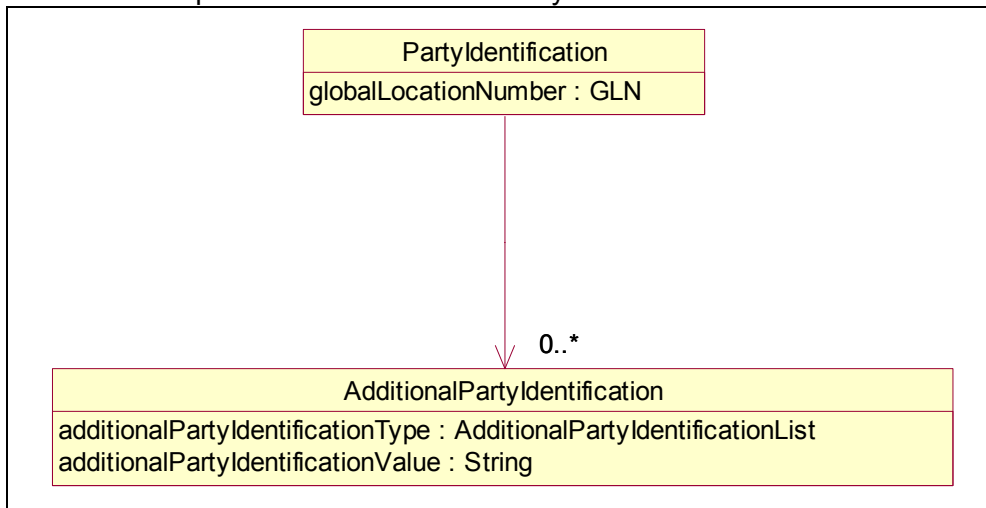 PartyIdentification
globalLocationNumber : GLN
0..*
AdditionalPartyIdentification
additionalPartyIdentificationType : AdditionalPartyIdentificationList
additionalPartyIdentificationValue : String